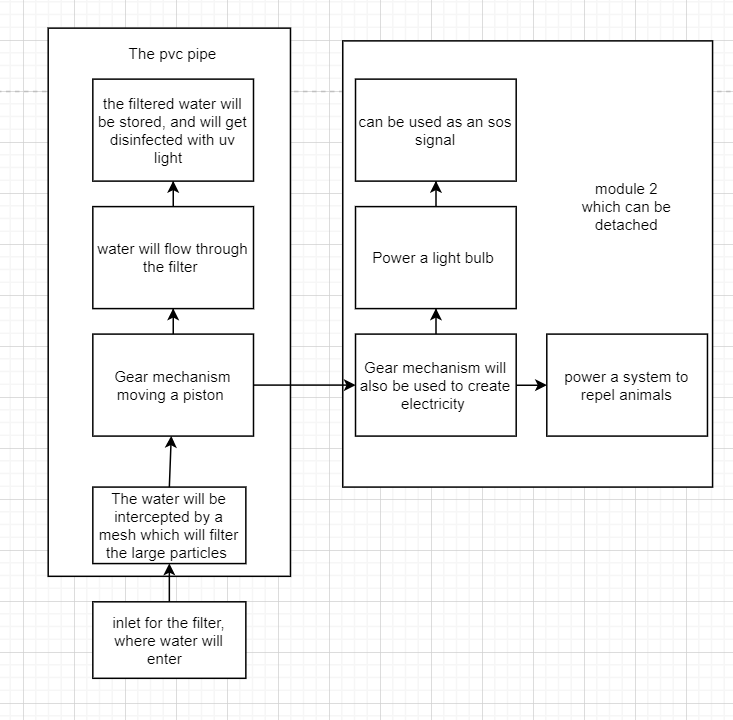 The pvc pipe
the filtered water will
be stored, and will get
disinfected with uv
light
water will flow through
the filter
Gear mechanism
moving a piston
The water will be
intercepted by a
mesh which will filter
the large particles
inlet for the filter,
where water will
enter
can be used as an sos
signal
Power a light bulb
Gear mechanism will
also be used to create
electricity
module 2
which can be
detached
power a system to
repel animals